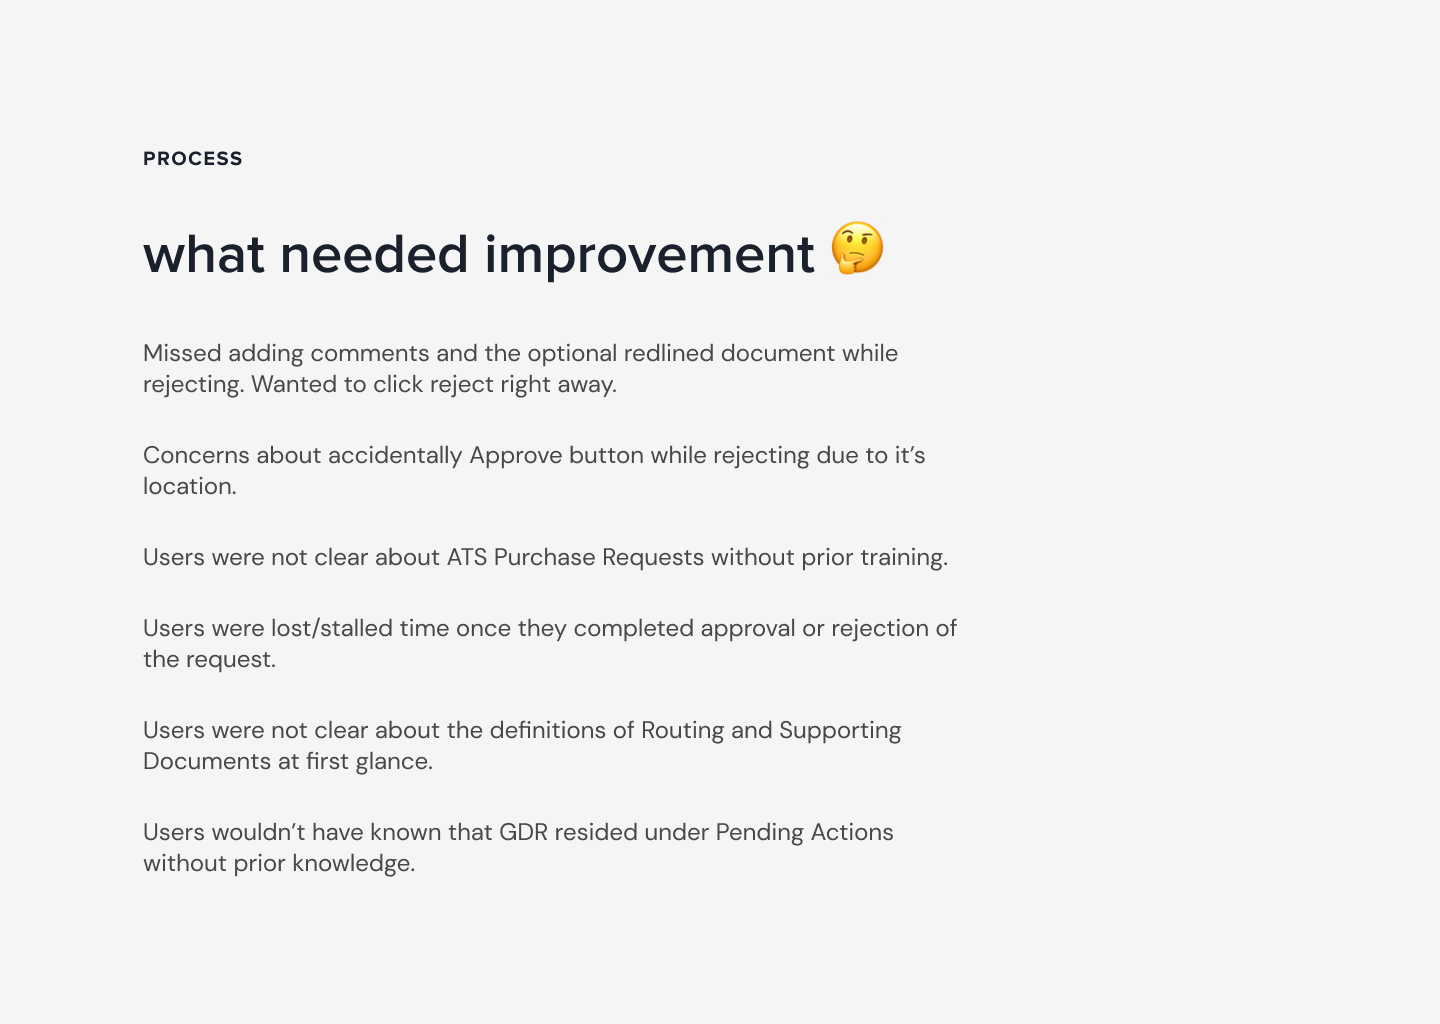 PROCESS
what needed improvement 🤔
Missed adding comments and the optional redlined document while
rejecting. Wanted to click reject right away.
Concerns about accidentally Approve button while rejecting due to it’s
location.
Users were not clear about ATS Purchase Requests without prior training.
Users were lost/stalled time once they completed approval or rejection of
the request.
Users were not clear about the definitions of Routing and Supporting
Documents at first glance.
Users wouldn’t have known that GDR resided under Pending Actions
without prior knowledge.